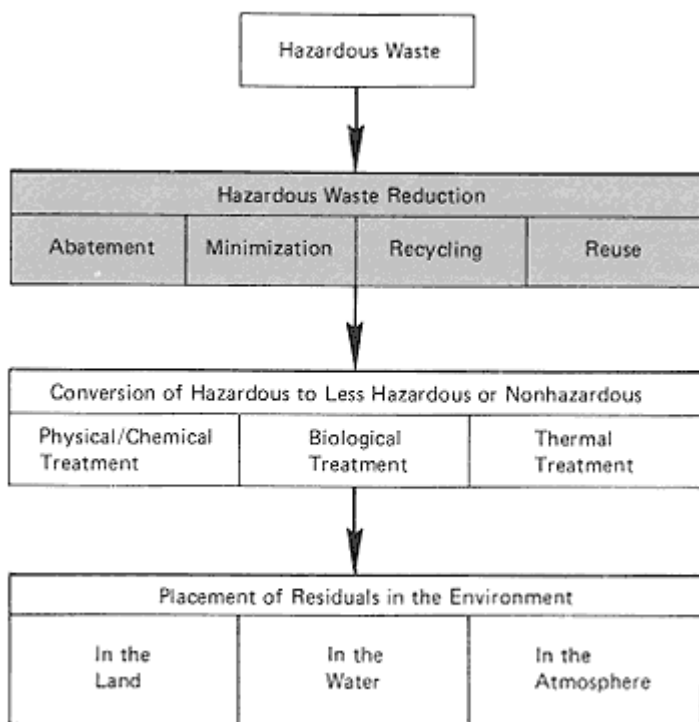 Hazardous Waste
Hazardous Waste Reduction
Abatement
Minimization
Recycling
Reuse
Conversion of Hazardous to Less Hazardous or Nonhazardous
Physical/Chemical
Treatment
Biological
Treatment
Thermal
Treatment
Placement of Residuals in the Environment
In the
Land
In the
Water
In the
Atmosphere